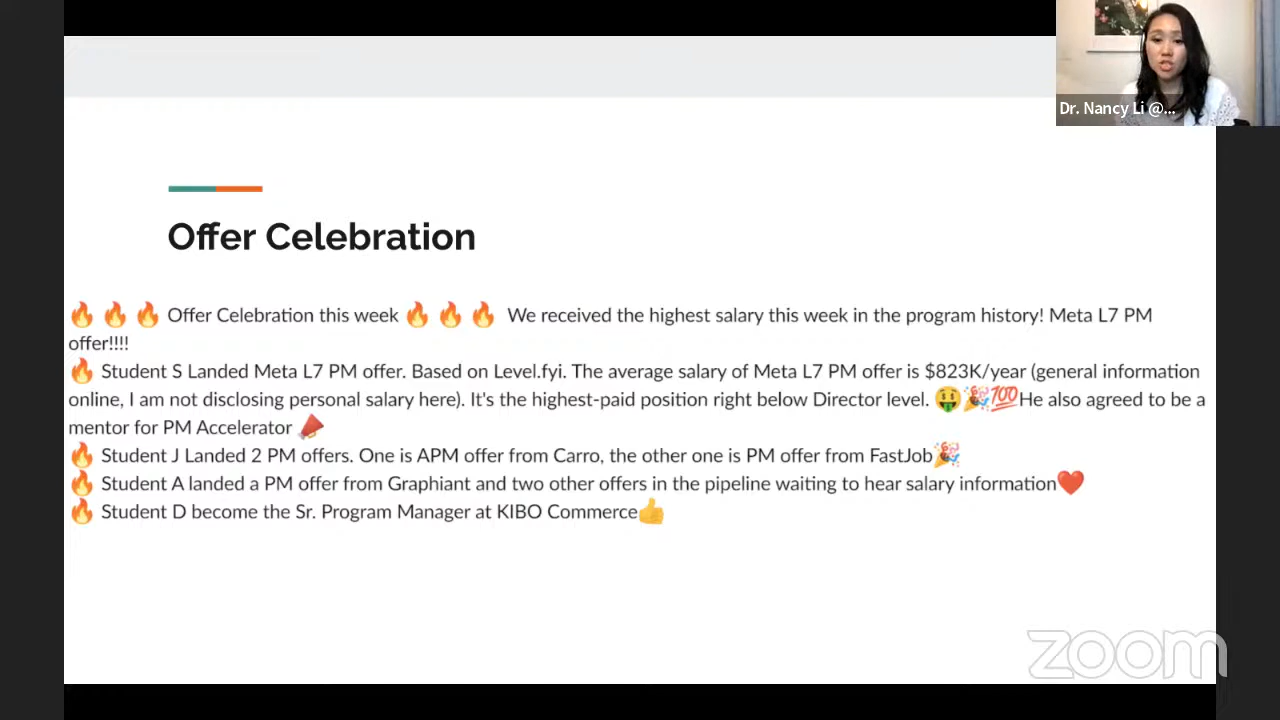 Dr. Nancy Li @...
Offer Celebration
🔥 🔥 🔥 Offer Celebration this week 🔥 🔥 🔥 We received the highest salary this week in the program history! Meta L7 PM
offer!!!!
🔥 Student S Landed Meta L7 PM offer. Based on Level.fyi. The average salary of Meta L7 PM offer is $823K/year (general information
online, I am not disclosing personal salary here). It's the highest-paid position right below Director level. 🤑🎉💯He also agreed to be a
mentor for PM Accelerator 📣
🔥 Student J Landed 2 PM offers. One is APM offer from Carro, the other one is PM offer from FastJob🎉
🔥 Student A landed a PM offer from Graphiant and two other offers in the pipeline waiting to hear salary information❤️
🔥 Student D become the Sr. Program Manager at KIBO Commerce👍
zoom